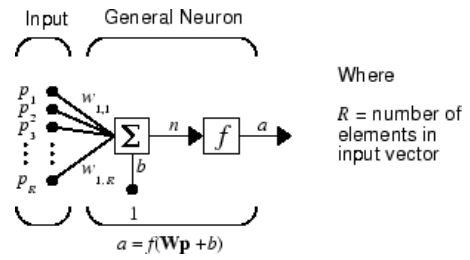 Input General Neuron
p1
p2
p3
pR
w1,1
w1,R
Σ
n
f
a
b
1
a = f(Wp +b)
Where
R = number of
elements in
input vector